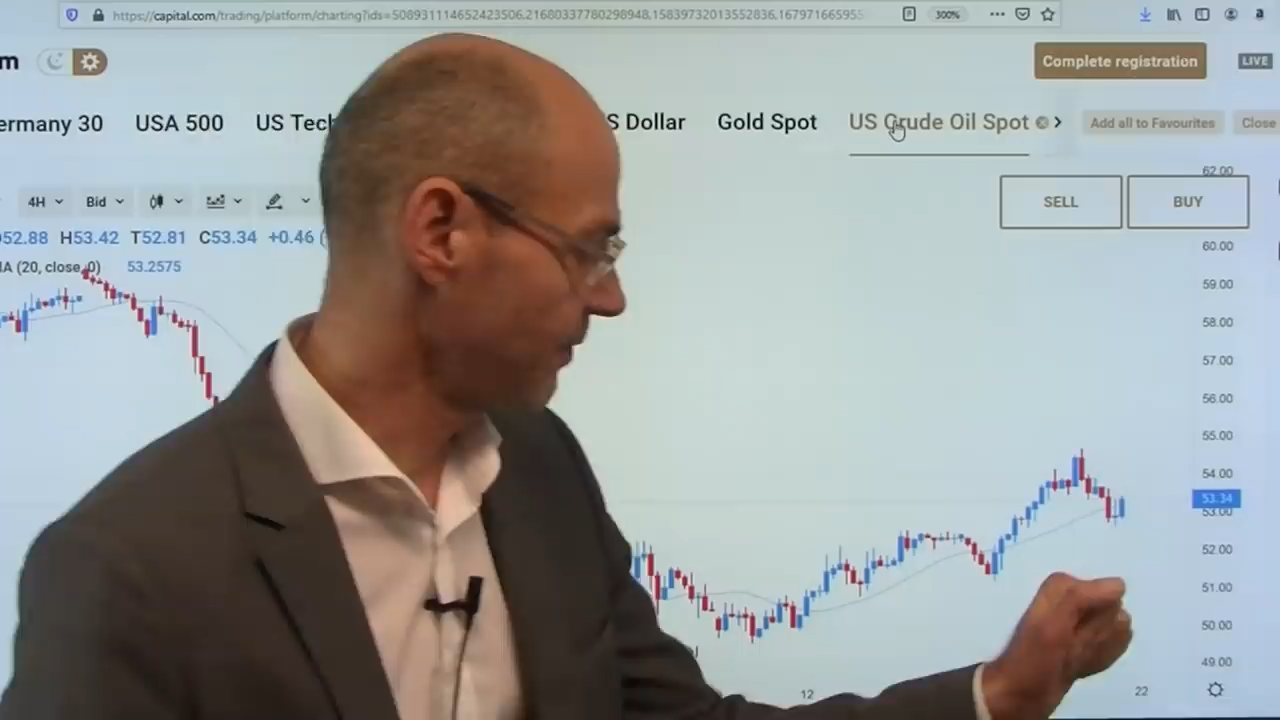 https://capital.com/trading/platform/charting?ids=508931114652423506,21680337780298948,15839732013552836,167971665955
300%
m
Complete registration
LIVE
ermany 30
USA 500
US Tech
S Dollar
Gold Spot
US Crude Oil Spot
Add all to Favourites
Close
4H
Bid
SELL
BUY
O52.88 H53.42 T52.81 C53.34 +0.46 (
MA (20, close, 0) 53.2575
62.00
60.00
59.00
58.00
57.00
56.00
55.00
54.00
53.34
53.00
52.00
51.00
50.00
49.00
12
22